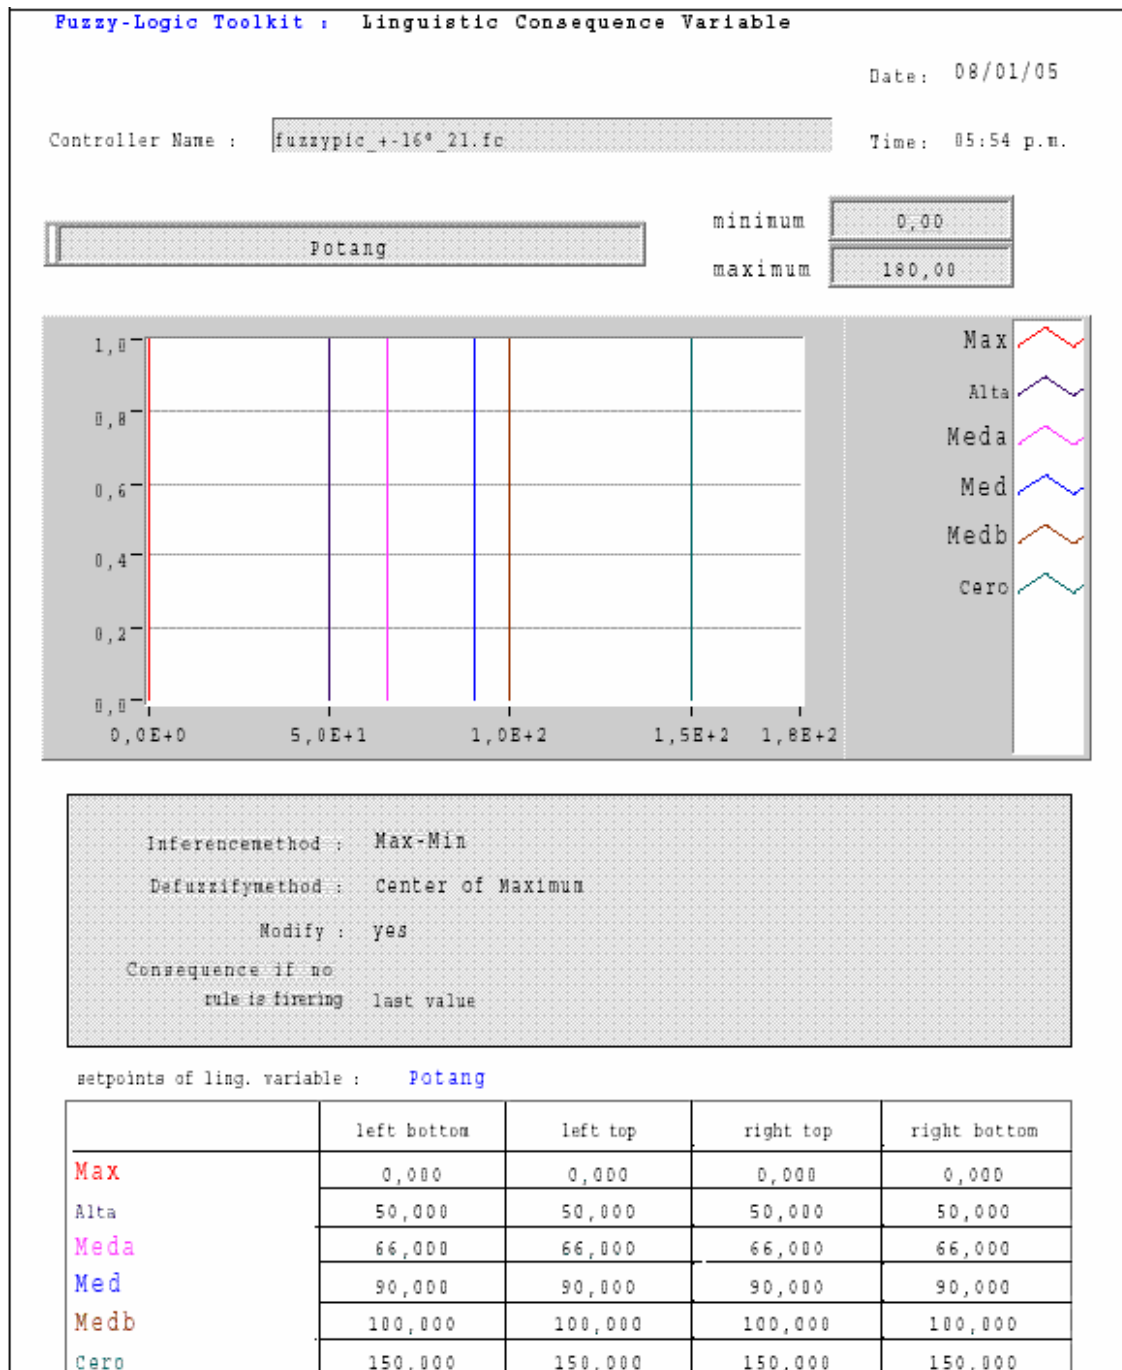 Fuzzy-Logic Toolkit : Linguistic Consequence Variable
Date: 08/01/05
Controller Name : fuzzypic_+-16º_21.fc Time: 05:54 p.m.
minimum 0,00
Potang
maximum 180,00
1,0
0,8
0,6
0,4
0,2
0,0
0,0E+0 5,0E+1 1,0E+2 1,5E+2 1,8E+2
Max
Alta
Meda
Med
Medb
Cero
Inferencemethod : Max-Min
Defuzzifymethod : Center of Maximum
Modify : yes
Consequence if no
rule is firering last value
setpoints of ling. variable : Potang
left bottom left top right top right bottom
Max 0,000 0,000 0,000 0,000
Alta 50,000 50,000 50,000 50,000
Meda 66,000 66,000 66,000 66,000
Med 90,000 90,000 90,000 90,000
Medb 100,000 100,000 100,000 100,000
Cero 150,000 150,000 150,000 150,000